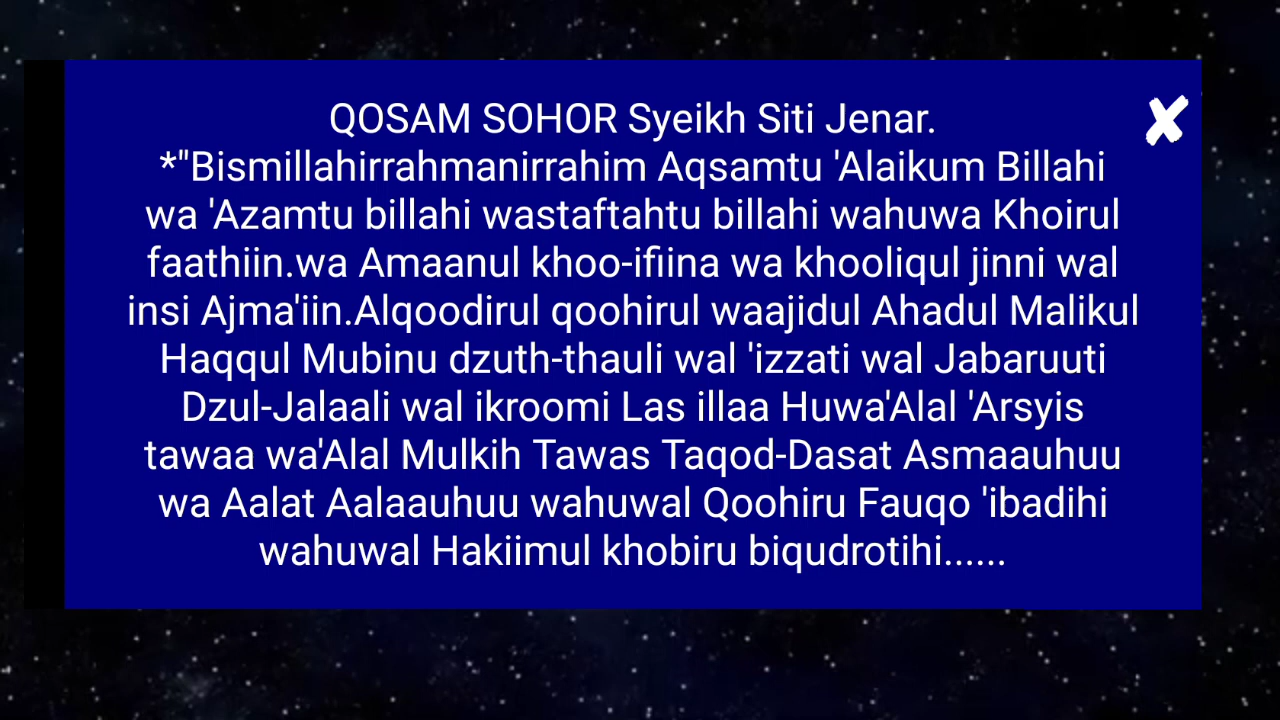 QOSAM SOHOR Syeikh Siti Jenar.
*"Bismillahirrahmanirrahim Aqsamtu 'Alaikum Billahi
wa 'Azamtu billahi wastaftahtu billahi wahuwa Khoirul
faathiin.wa Amaanul khoo-ifiina wa khooliqul jinni wal
insi Ajma'iin.Alqoodirul qoohirul waajidul Ahadul Malikul
Haqqul Mubinu dzuth-thauli wal 'izzati wal Jabaruuti
Dzul-Jalaali wal ikroomi Las illaa Huwa'Alal 'Arsyis
tawaa wa'Alal Mulkih Tawas Taqod-Dasat Asmaauhuu
wa Aalat Aalaauhuu wahuwal Qoohiru Fauqo 'ibadihi
wahuwal Hakiimul khobiru biqudrotihi......